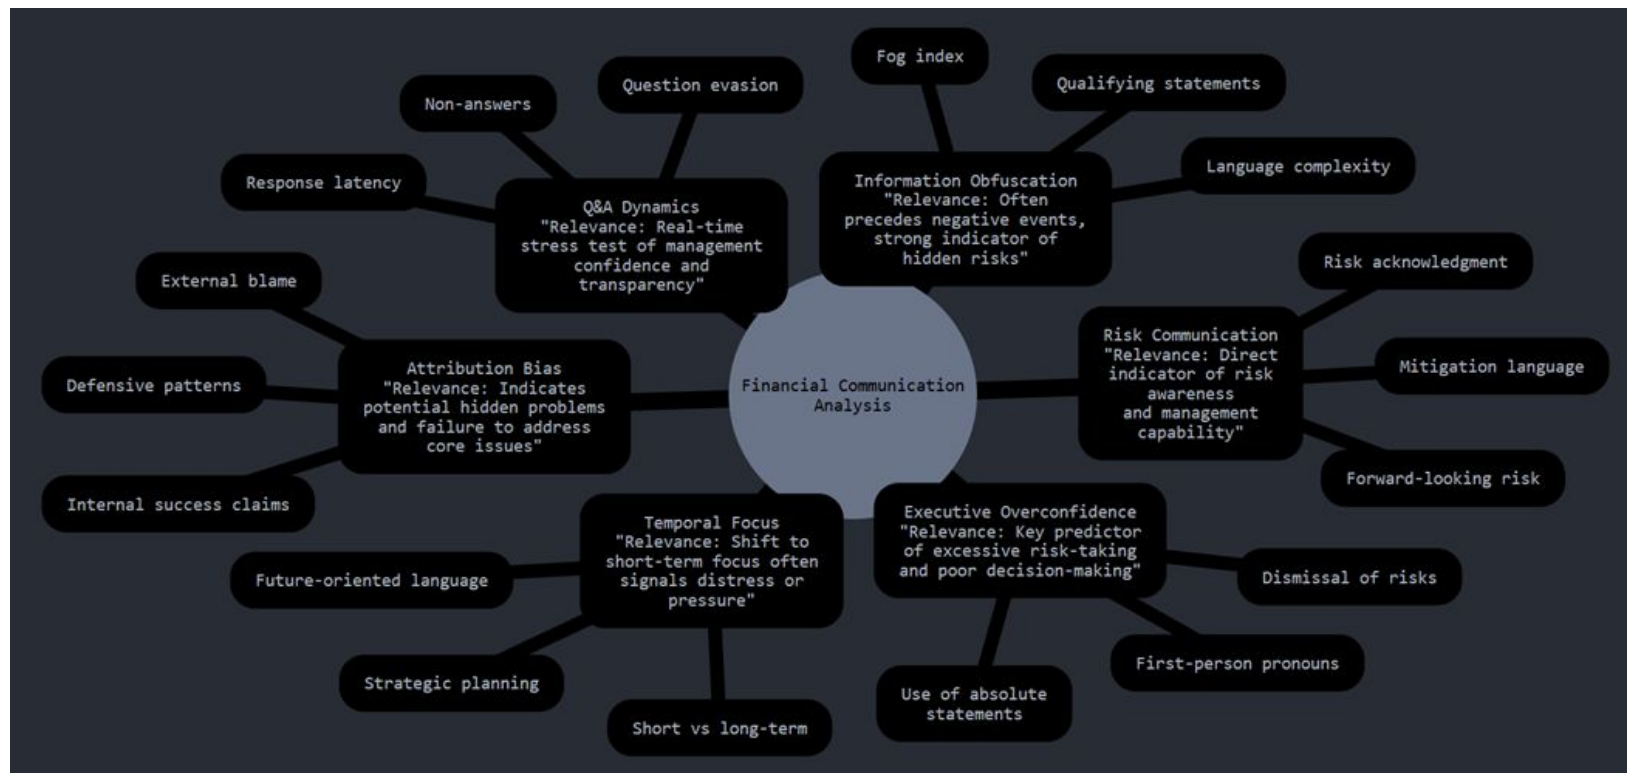 Fog index
Question evasion
Qualifying statements
Non-answers
Language complexity
Response latency
Information Obfuscation
"Relevance: Often
precedes negative events,
strong indicator of
hidden risks"
Q&A Dynamics
"Relevance: Real-time
stress test of management
confidence and
transparency"
External blame
Risk acknowledgment
Risk Communication
"Relevance: Direct
indicator of risk
awareness
and management
capability"
Mitigation language
Attribution Bias
"Relevance: Indicates
potential hidden problems
and failure to address
core issues"
Defensive patterns
Financial Communication
Analysis
Forward-looking risk
Internal success claims
Temporal Focus
"Relevance: Shift to
short-term focus often
signals distress or
pressure"
Executive Overconfidence
"Relevance: Key predictor
of excessive risk-taking
and poor decision-making"
Future-oriented language
Dismissal of risks
First-person pronouns
Strategic planning
Use of absolute
statements
Short vs long-term